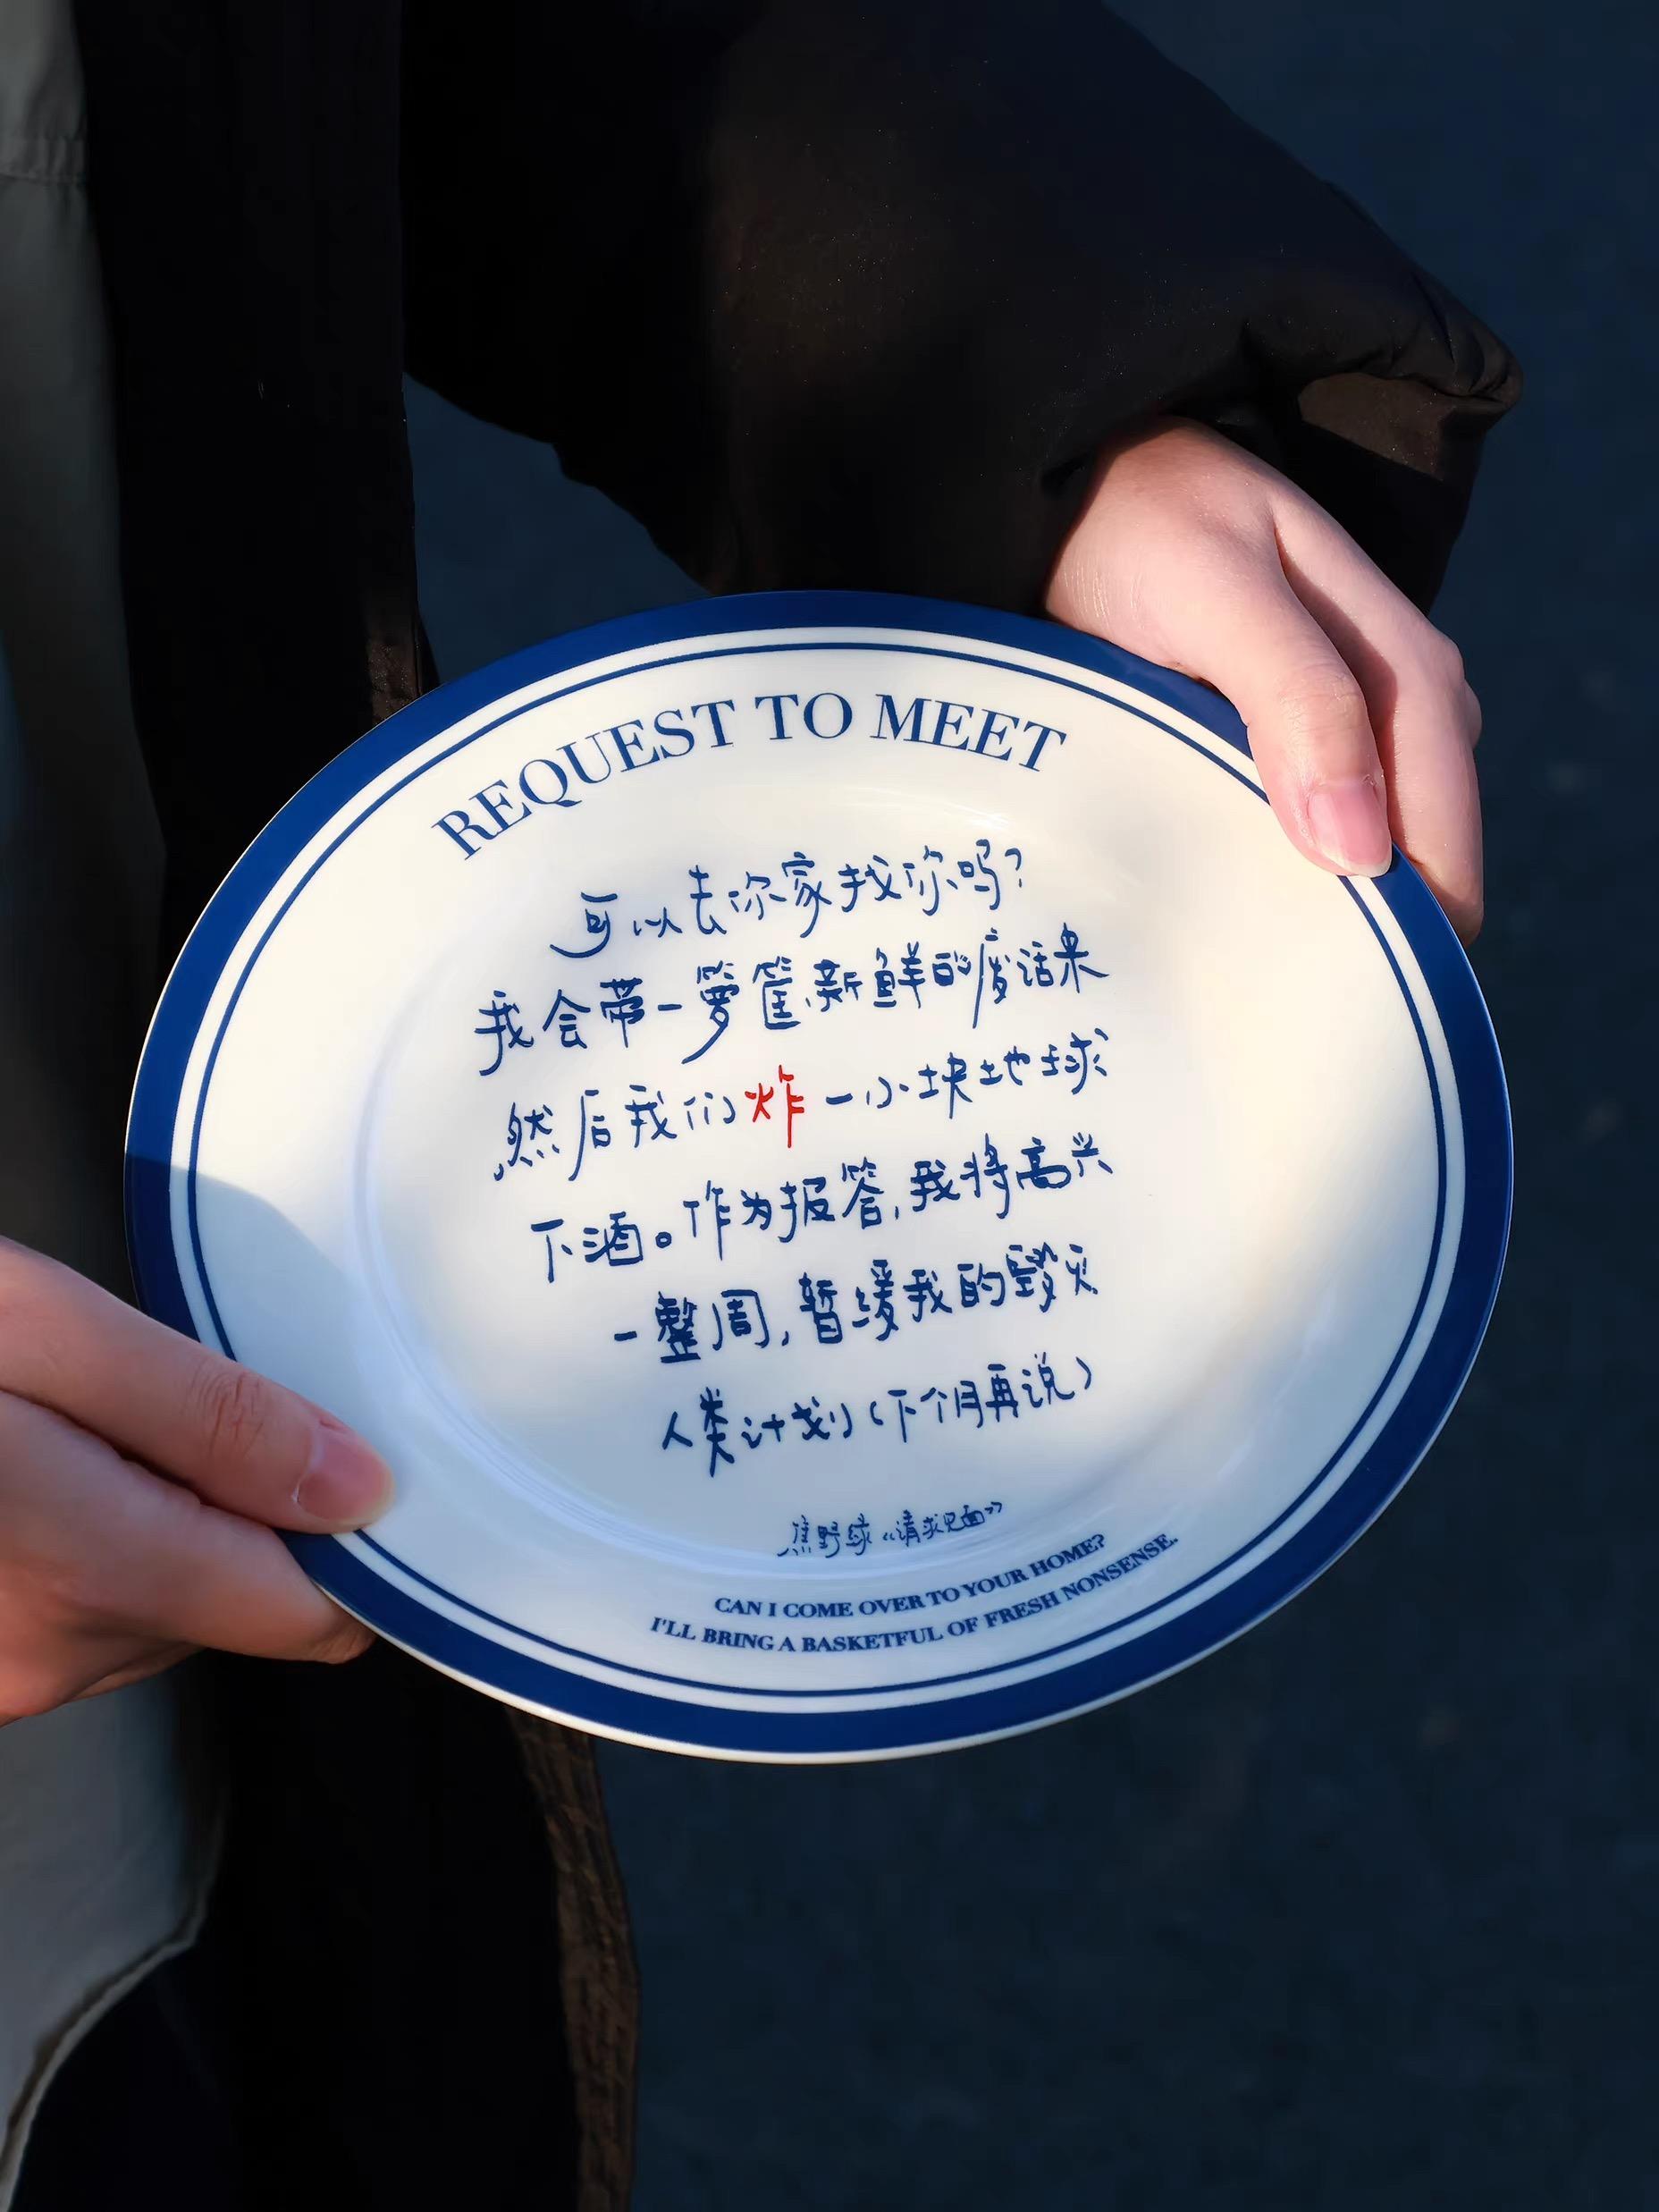 REQUEST TO MEET
可以去你家找你吗?
我会带一箩筐新鲜的废话来
然后我们炸一小块地球
下酒。作为报答,我将高兴
一整周,暂缓我的毁灭
人类计划(下个月再说)
焦野绿《请求见面》
CAN I COME OVER TO YOUR HOME?
I'LL BRING A BASKETFUL OF FRESH NONSENSE.